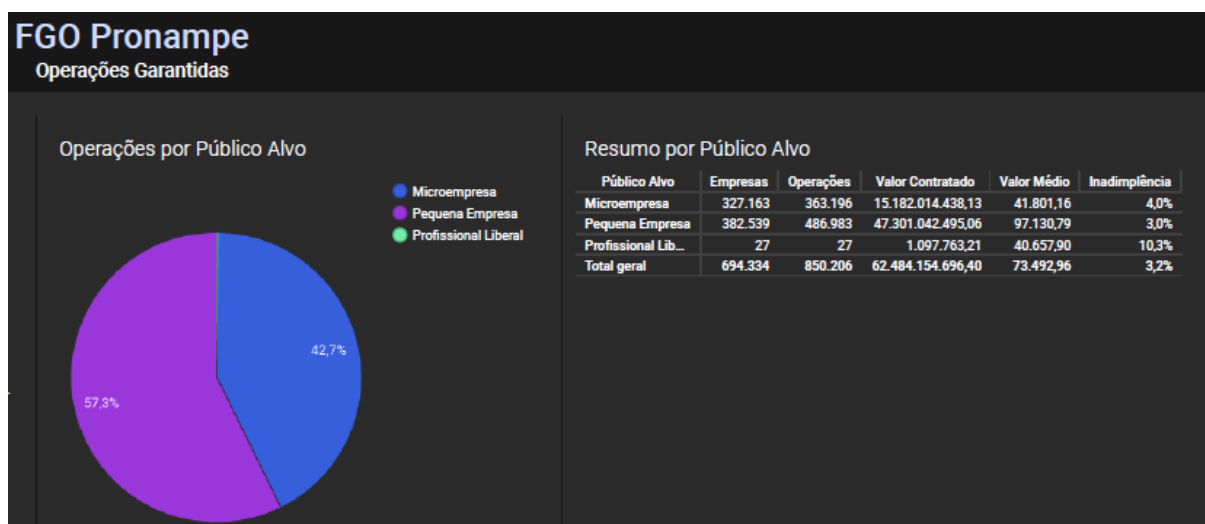 FGO Pronampe
Operações Garantidas
Operações por Público Alvo
Microempresa
Pequena Empresa
Profissional Liberal
42,7%
57,3%
Resumo por Público Alvo
Público Alvo Empresas Operações Valor Contratado Valor Médio Inadimplência
Microempresa 327.163 363.196 15.182.014.438,13 41.801,16 4,0%
Pequena Empresa 382.539 486.983 47.301.042.495,06 97.130,79 3,0%
Profissional Lib... 27 27 1.097.763,21 40.657,90 10,3%
Total geral 694.334 850.206 62.484.154.696,40 73.492,96 3,2%